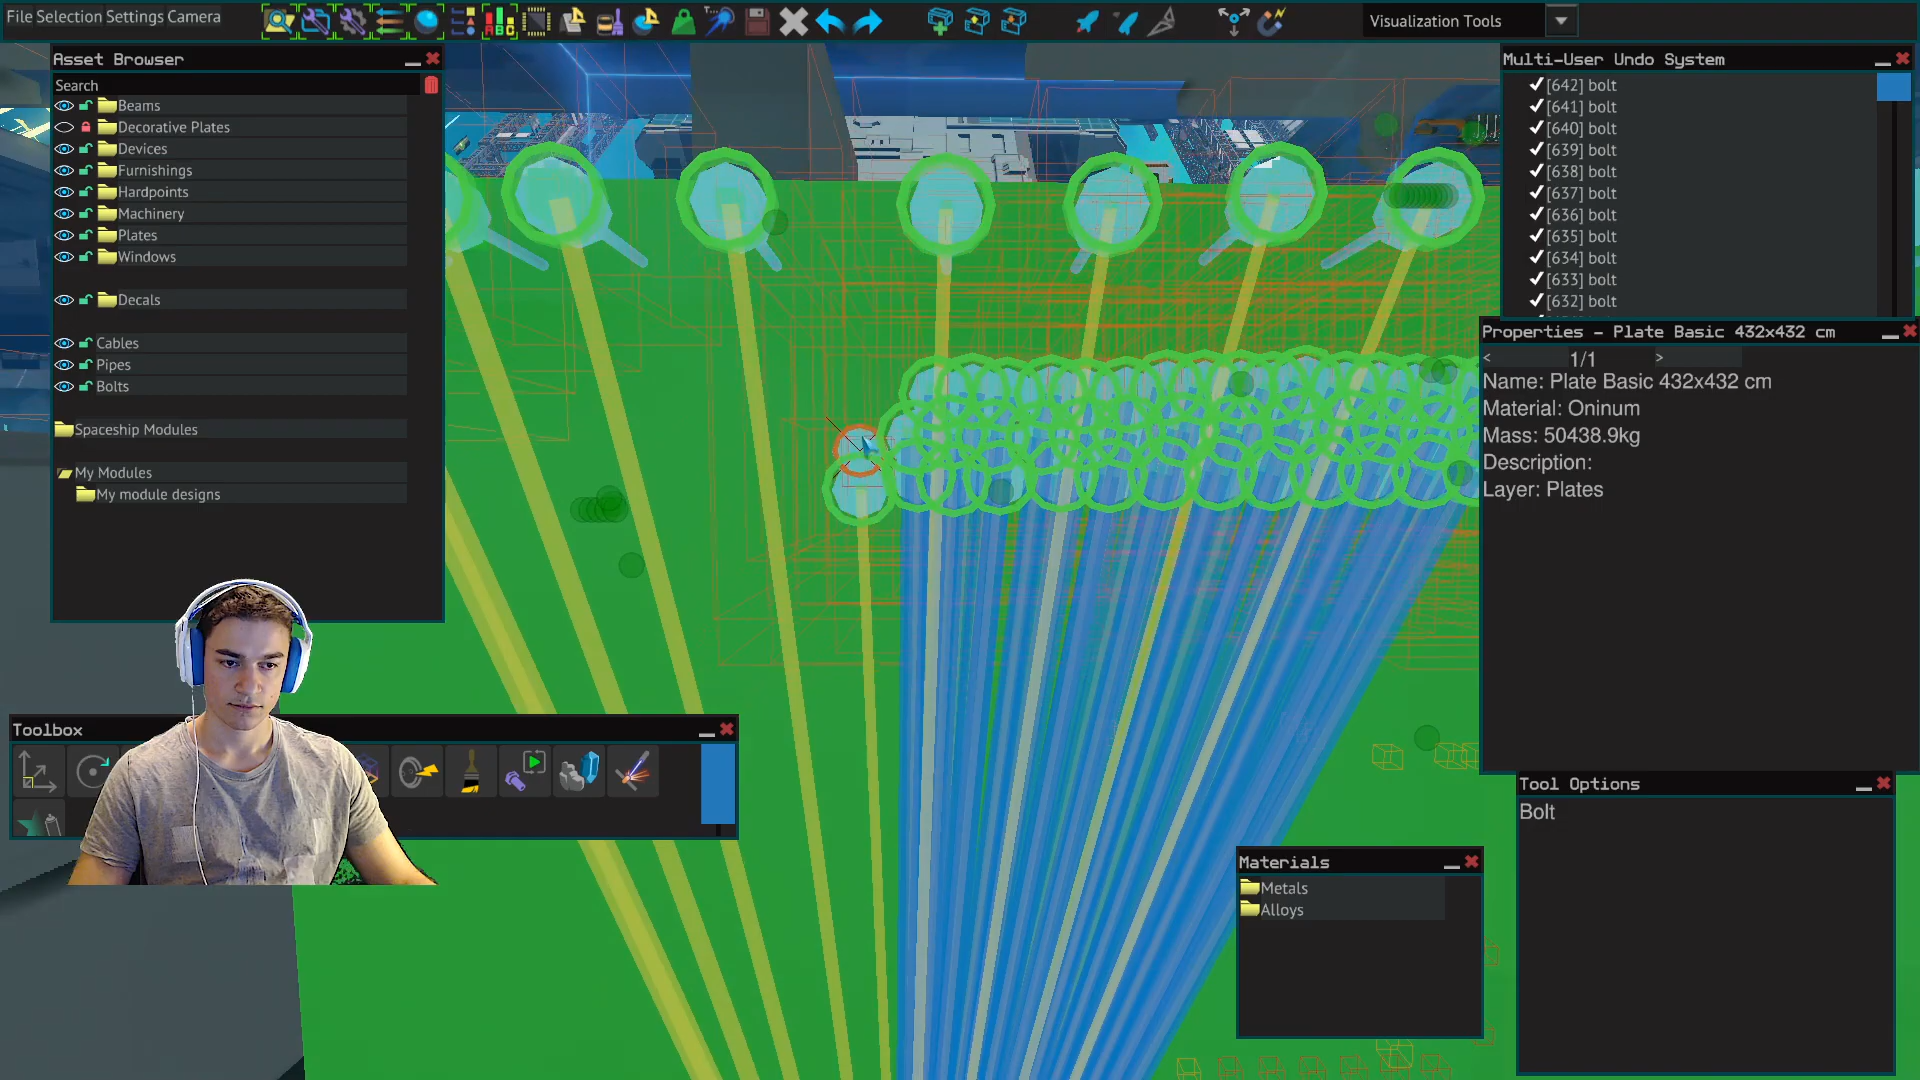 File Selection Settings Camera
Visualization Tools
Asset Browser
Search
Beams
Decorative Plates
Devices
Furnishings
Hardpoints
Machinery
Plates
Windows
Decals
Cables
Pipes
Bolts
Spaceship Modules
My Modules
My module designs
Multi-User Undo System
[642] bolt
[641] bolt
[640] bolt
[639] bolt
[638] bolt
[637] bolt
[636] bolt
[635] bolt
[634] bolt
[633] bolt
[632] bolt
Properties - Plate Basic 432x432 cm
< 1/1 >
Name: Plate Basic 432x432 cm
Material: Oninum
Mass: 50438.9kg
Description:
Layer: Plates
Toolbox
Tool Options
Bolt
Materials
Metals
Alloys